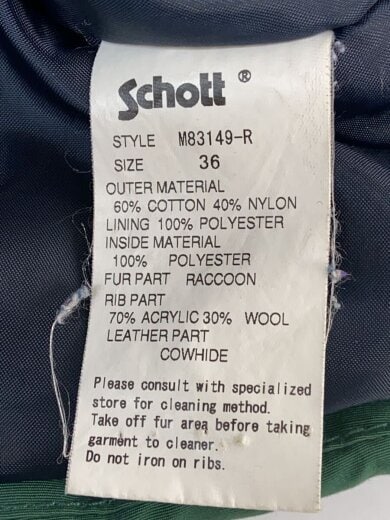 Schott ®
STYLE M83149-R
SIZE 36
OUTER MATERIAL
60% COTTON 40% NYLON
LINING 100% POLYESTER
INSIDE MATERIAL
100% POLYESTER
FUR PART RACCOON
RIB PART
70% ACRYLIC 30% WOOL
LEATHER PART
COWHIDE
Please consult with specialized
store for cleaning method.
Take off fur area before taking
garment to cleaner.
Do not iron on ribs.